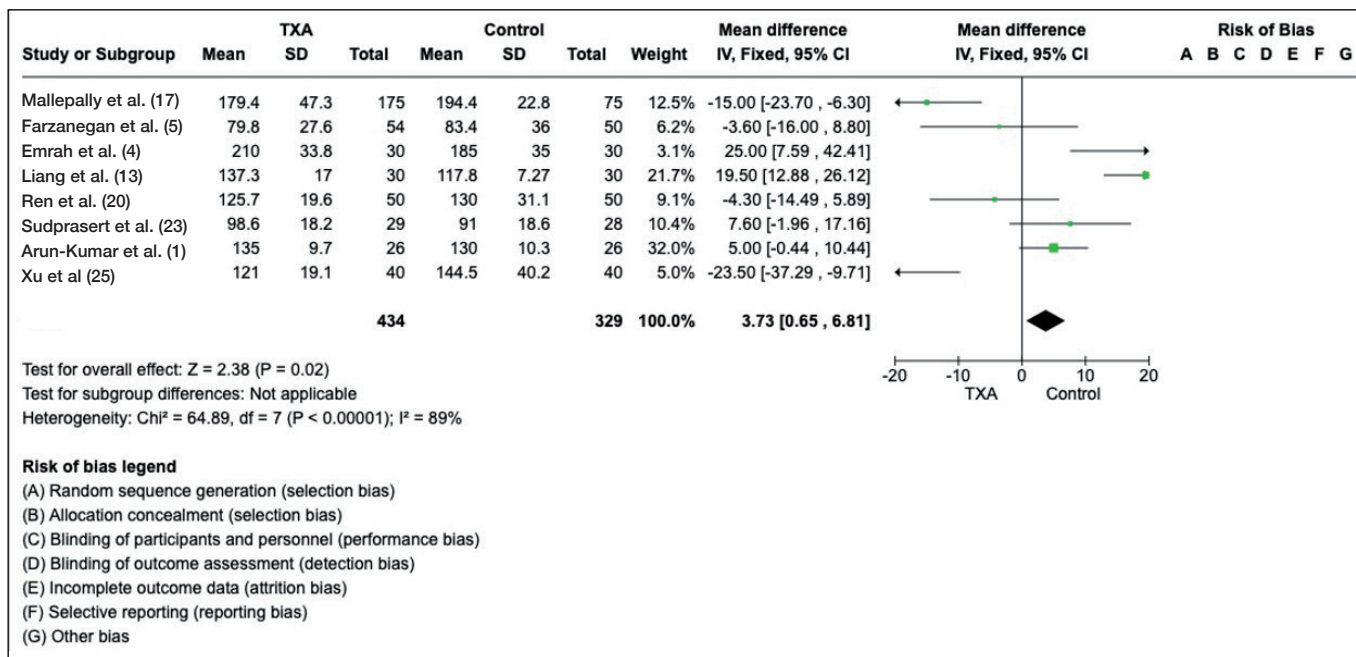 TXA Control Mean difference Mean difference Risk of Bias
Study or Subgroup Mean SD Total Mean SD Total Weight IV, Fixed, 95% CI IV, Fixed, 95% CI A B C D E F G
Mallepally et al. (17) 179.4 47.3 175 194.4 22.8 75 12.5% -15.00 [-23.70 , -6.30]
Farzanegan et al. (5) 79.8 27.6 54 83.4 36 50 6.2% -3.60 [-16.00 , 8.80]
Emrah et al. (4) 210 33.8 30 185 35 30 3.1% 25.00 [7.59 , 42.41]
Liang et al. (13) 137.3 17 30 117.8 7.27 30 21.7% 19.50 [12.88 , 26.12]
Ren et al. (20) 125.7 19.6 50 130 31.1 50 9.1% -4.30 [-14.49 , 5.89]
Sudprasert et al. (23) 98.6 18.2 29 91 18.6 28 10.4% 7.60 [-1.96 , 17.16]
Arun-Kumar et al. (1) 135 9.7 26 130 10.3 26 32.0% 5.00 [-0.44 , 10.44]
Xu et al (25) 121 19.1 40 144.5 40.2 40 5.0% -23.50 [-37.29 , -9.71]
434 329 100.0% 3.73 [0.65 , 6.81]
Test for overall effect: Z = 2.38 (P = 0.02)
-20 -10 0 10 20
Test for subgroup differences: Not applicable
TXA Control
Heterogeneity: Chi² = 64.89, df = 7 (P < 0.00001); I² = 89%
Risk of bias legend
(A) Random sequence generation (selection bias)
(B) Allocation concealment (selection bias)
(C) Blinding of participants and personnel (performance bias)
(D) Blinding of outcome assessment (detection bias)
(E) Incomplete outcome data (attrition bias)
(F) Selective reporting (reporting bias)
(G) Other bias